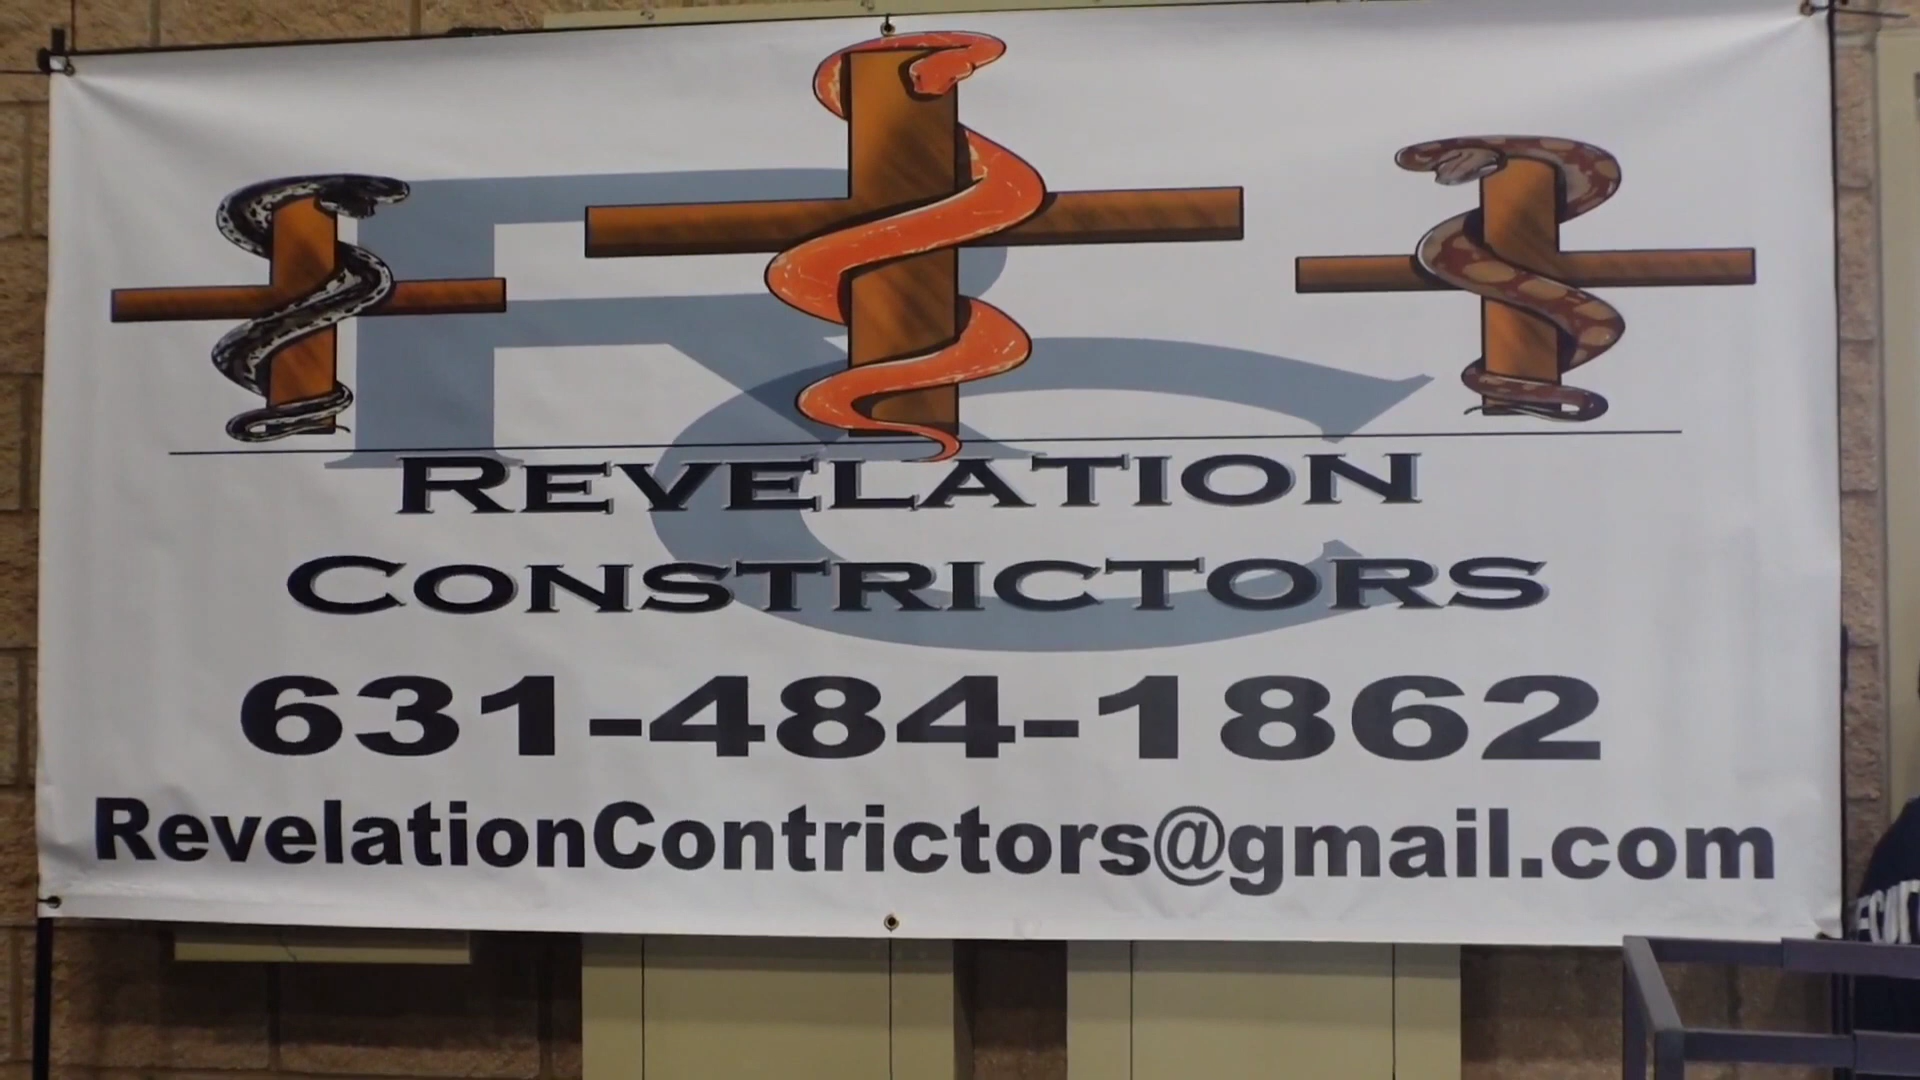 RC
REVELATION
CONSTRICTORS
631-484-1862
RevelationContrictors@gmail.com